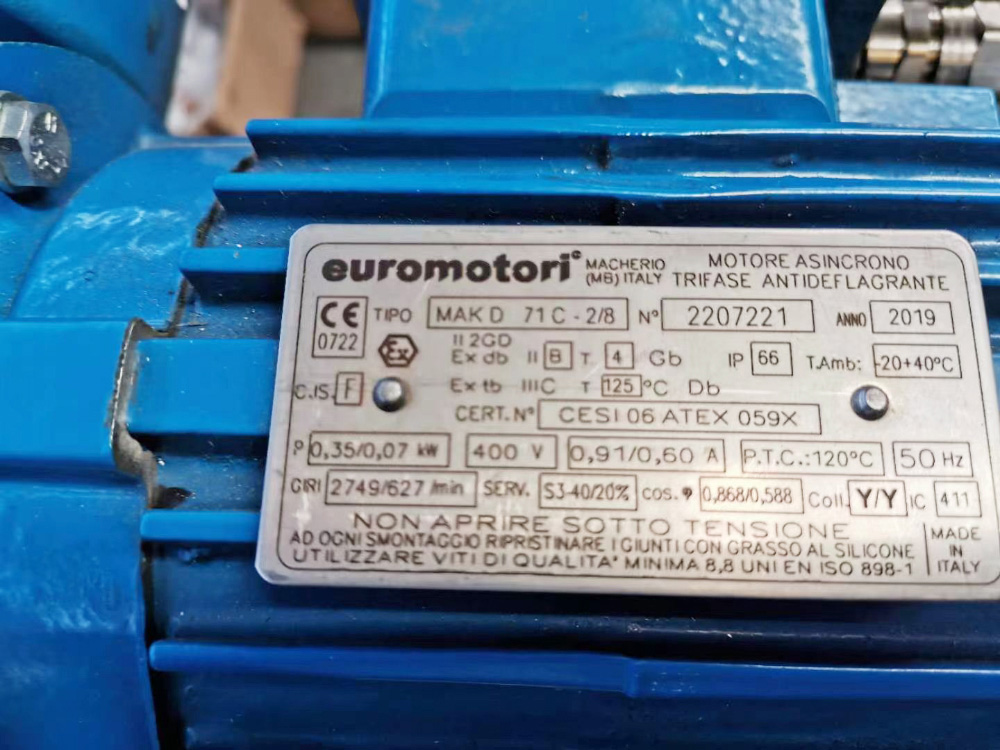 euromotori MACHERIO (MB) ITALY MOTORE ASINCRONO TRIFASE ANTIDEFLAGRANTE
CE 0722 TIPO MAK D 71 C - 2/8 N° 2207221 ANNO 2019
Ex II 2GD
Ex db II B T 4 Gb IP 66 T.Amb: -20+40°C
C.IS. F Ex tb IIIC T 125 °C Db
CERT. N° CESI 06 ATEX 059X
P 0,35/0,07 kW 400 V 0,91/0,60 A P.T.C.:120°C 50 Hz
GIRI 2749/627 /min SERV. S3-40/20% COS. φ 0,868/0,588 Coll. Y/Y IC 411
NON APRIRE SOTTO TENSIONE
AD OGNI SMONTAGGIO RIPRISTINARE I GIUNTI CON GRASSO AL SILICONE
UTILIZZARE VITI DI QUALITA' MINIMA 8,8 UNI EN ISO 898-1
MADE
IN
ITALY